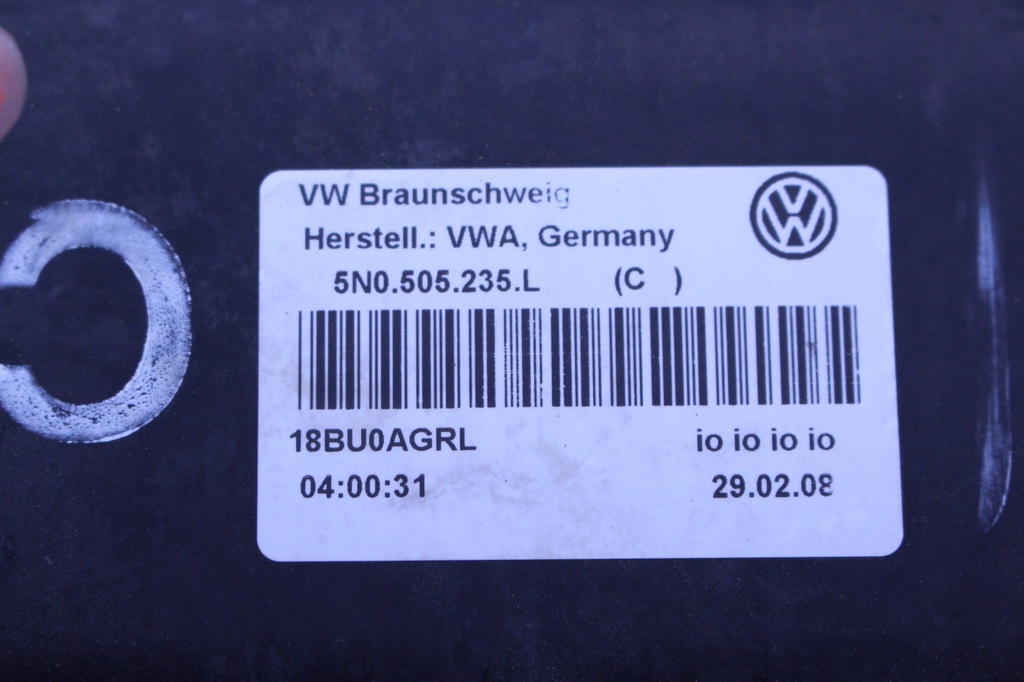 VW Braunschweig
Herstell.: VWA, Germany
5N0.505.235.L (C )
18BU0AGRL io io io io
04:00:31 29.02.08